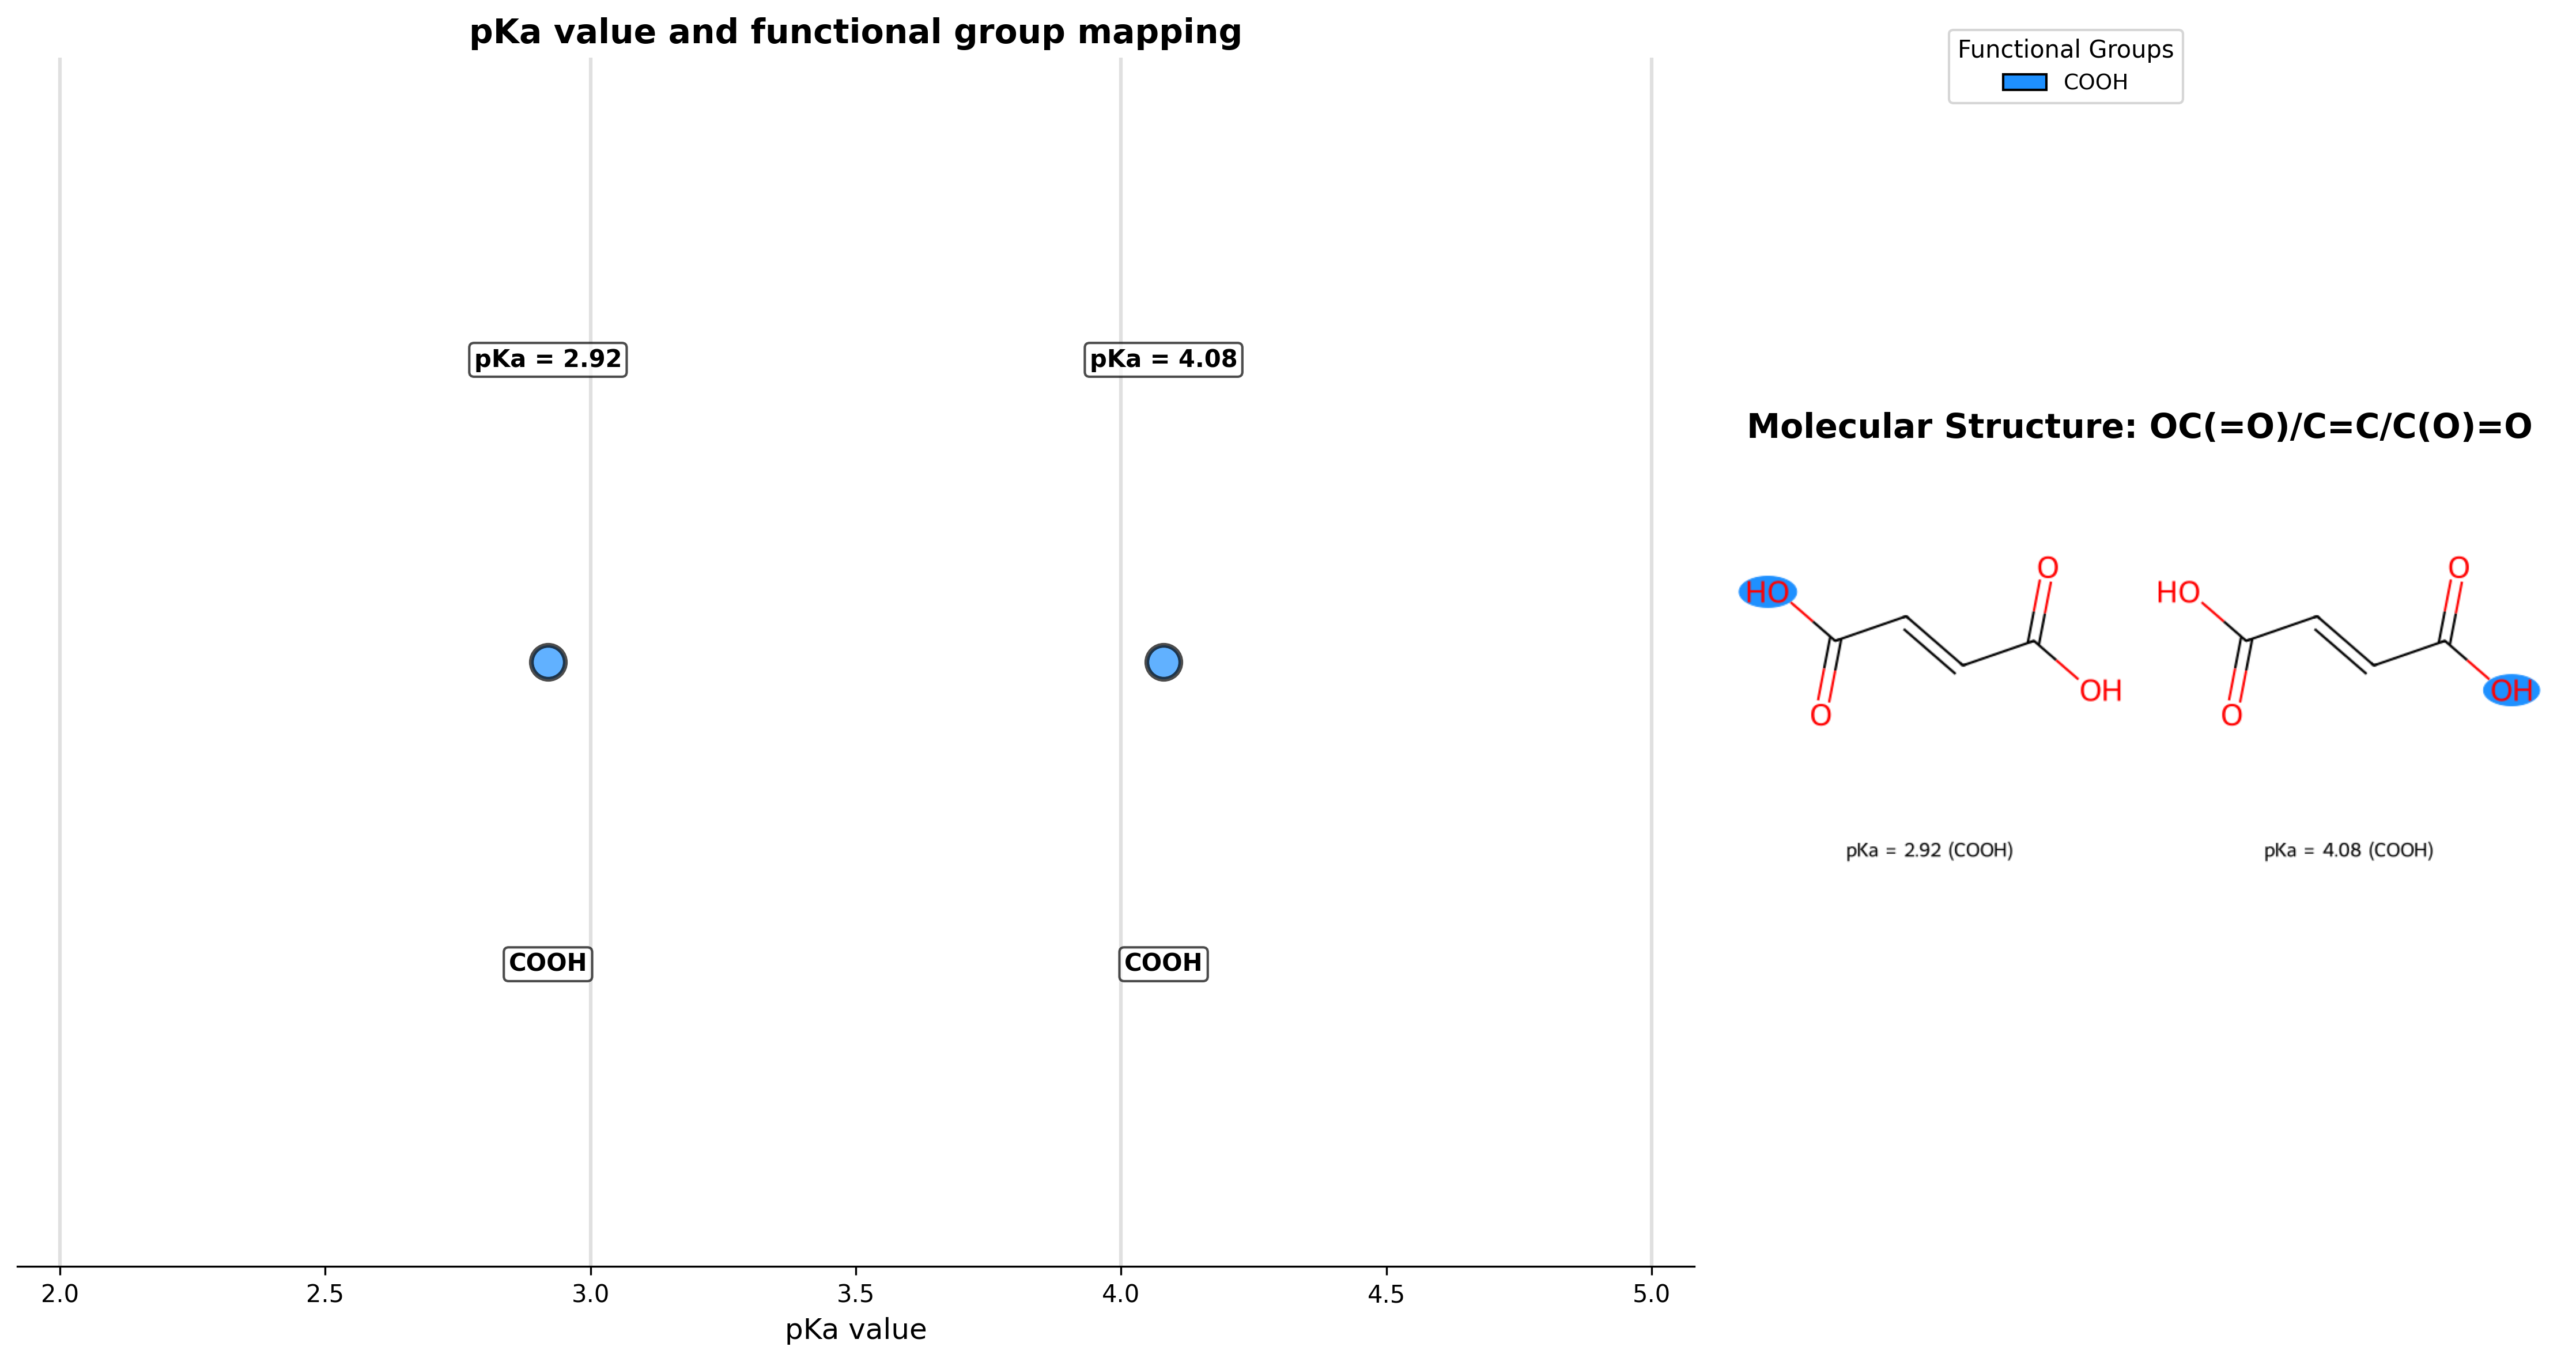 pKa value and functional group mapping
pKa = 2.92
pKa = 4.08
COOH
COOH
2.0
2.5
3.0
3.5
4.0
4.5
5.0
pKa value
Functional Groups
COOH
Molecular Structure: OC(=O)/C=C/C(O)=O
HO
O
O
OH
pKa = 2.92 (COOH)
HO
O
O
OH
pKa = 4.08 (COOH)